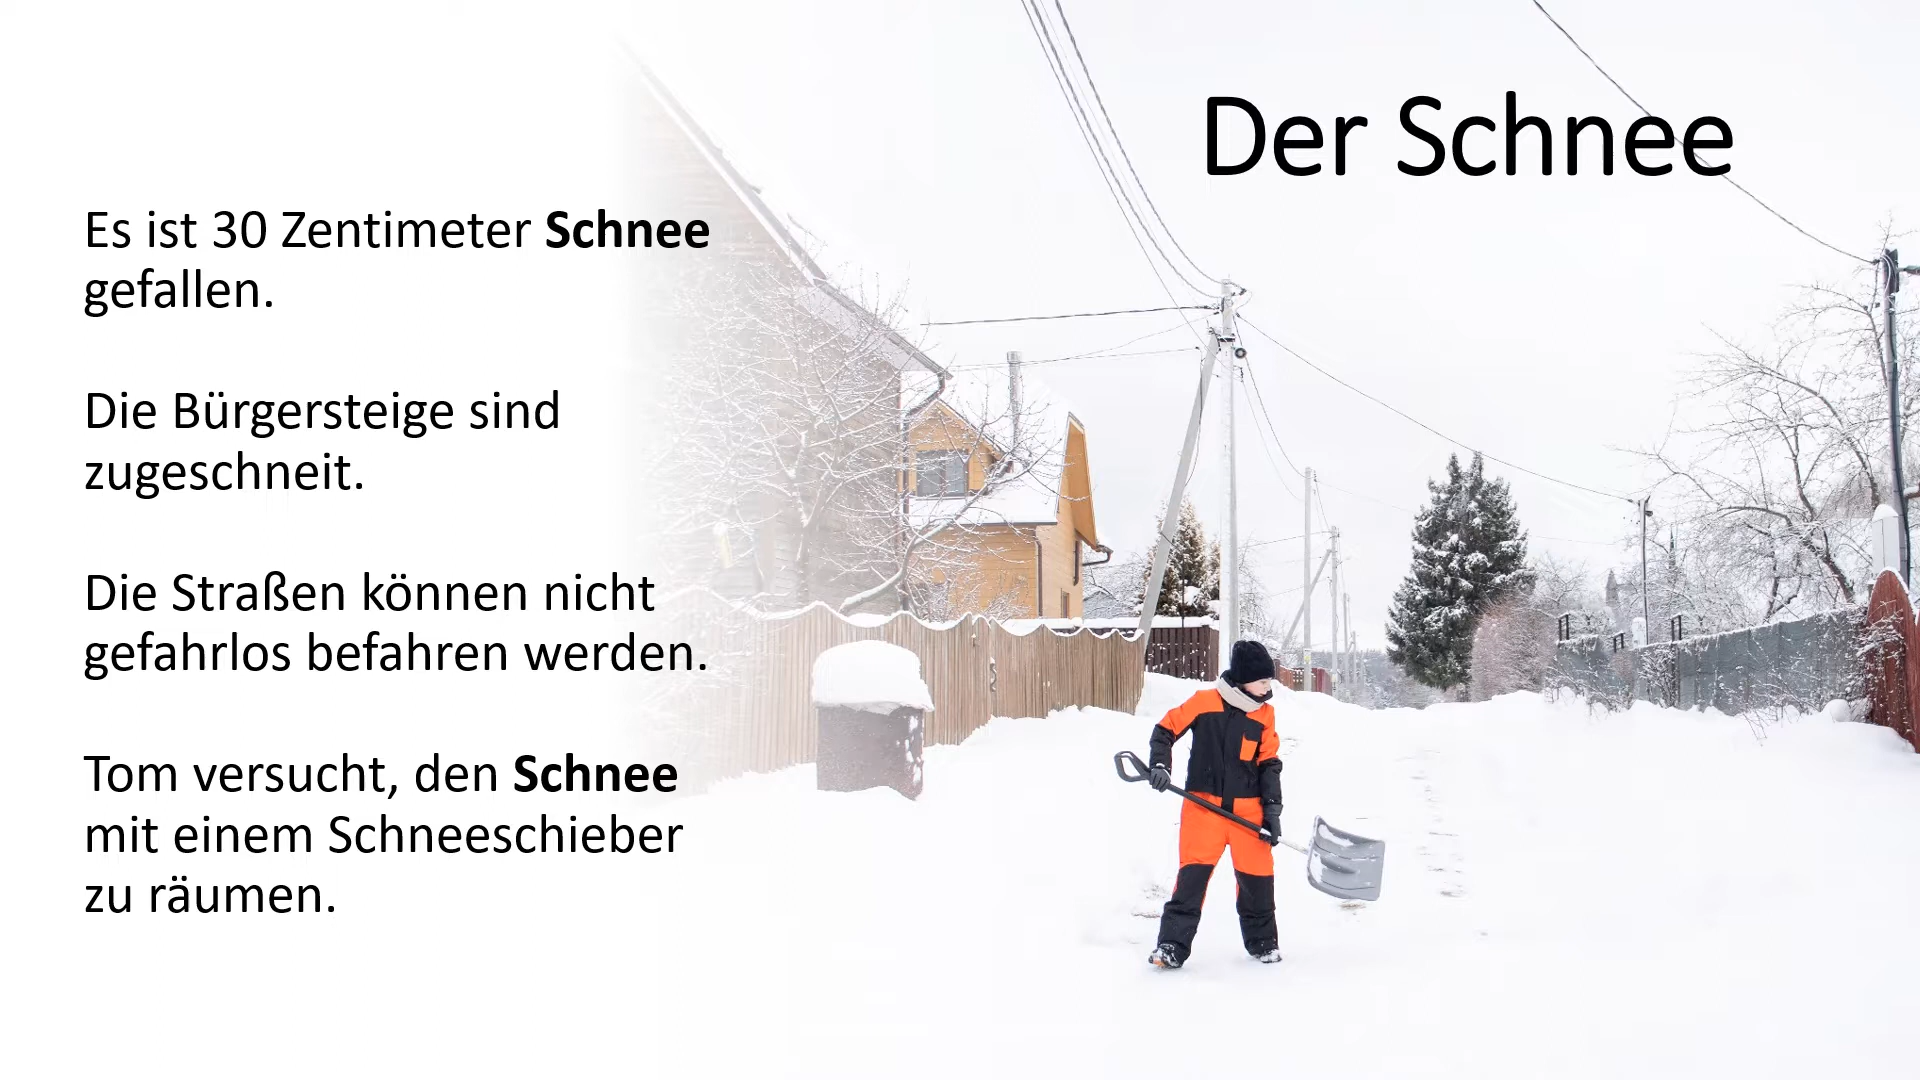 Der Schnee
Es ist 30 Zentimeter Schnee
gefallen.
Die Bürgersteige sind
zugeschneit.
Die Straßen können nicht
gefahrlos befahren werden.
Tom versucht, den Schnee
mit einem Schneeschieber
zu räumen.